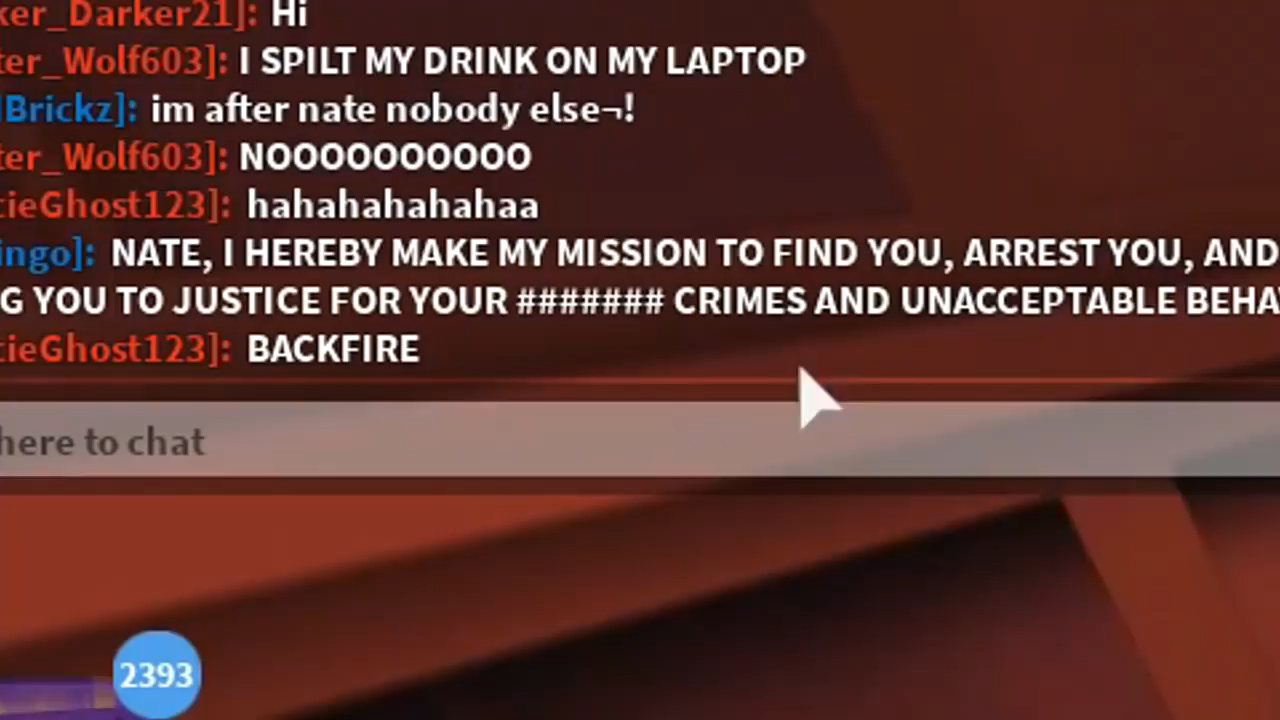 ker_Darker21]: Hi
ter_Wolf603]: I SPILT MY DRINK ON MY LAPTOP
lBrickz]: im after nate nobody else¬!
ter_Wolf603]: NOOOOOOOOOO
tieGhost123]: hahahahahahaa
ingo]: NATE, I HEREBY MAKE MY MISSION TO FIND YOU, ARREST YOU, AND
G YOU TO JUSTICE FOR YOUR ####### CRIMES AND UNACCEPTABLE BEHA
tieGhost123]: BACKFIRE
here to chat
2393